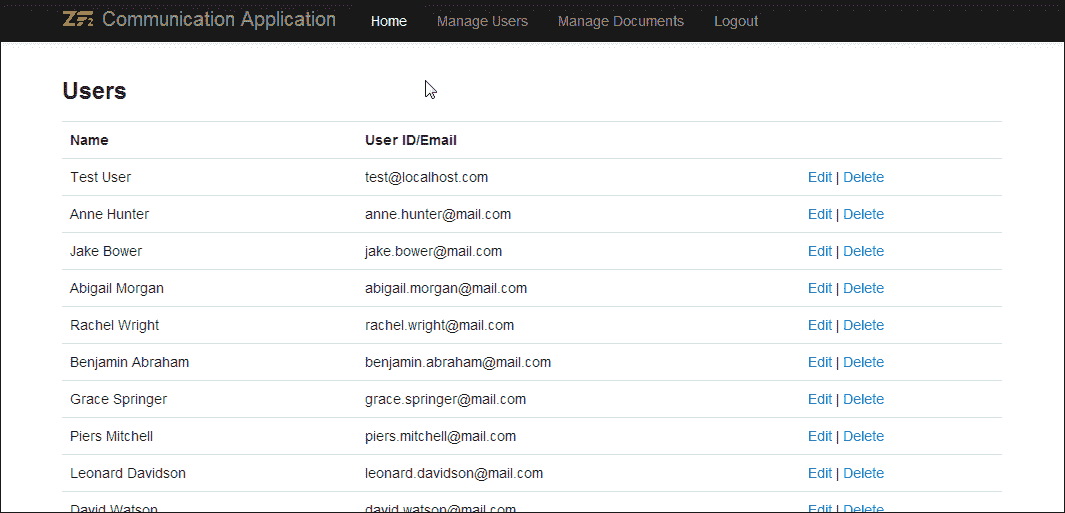 ZF2 Communication Application Home Manage Users Manage Documents Logout
Users
Name User ID/Email
Test User test@localhost.com Edit | Delete
Anne Hunter anne.hunter@mail.com Edit | Delete
Jake Bower jake.bower@mail.com Edit | Delete
Abigail Morgan abigail.morgan@mail.com Edit | Delete
Rachel Wright rachel.wright@mail.com Edit | Delete
Benjamin Abraham benjamin.abraham@mail.com Edit | Delete
Grace Springer grace.springer@mail.com Edit | Delete
Piers Mitchell piers.mitchell@mail.com Edit | Delete
Leonard Davidson leonard.davidson@mail.com Edit | Delete
David Watson david.watson@mail.com Edit | Delete